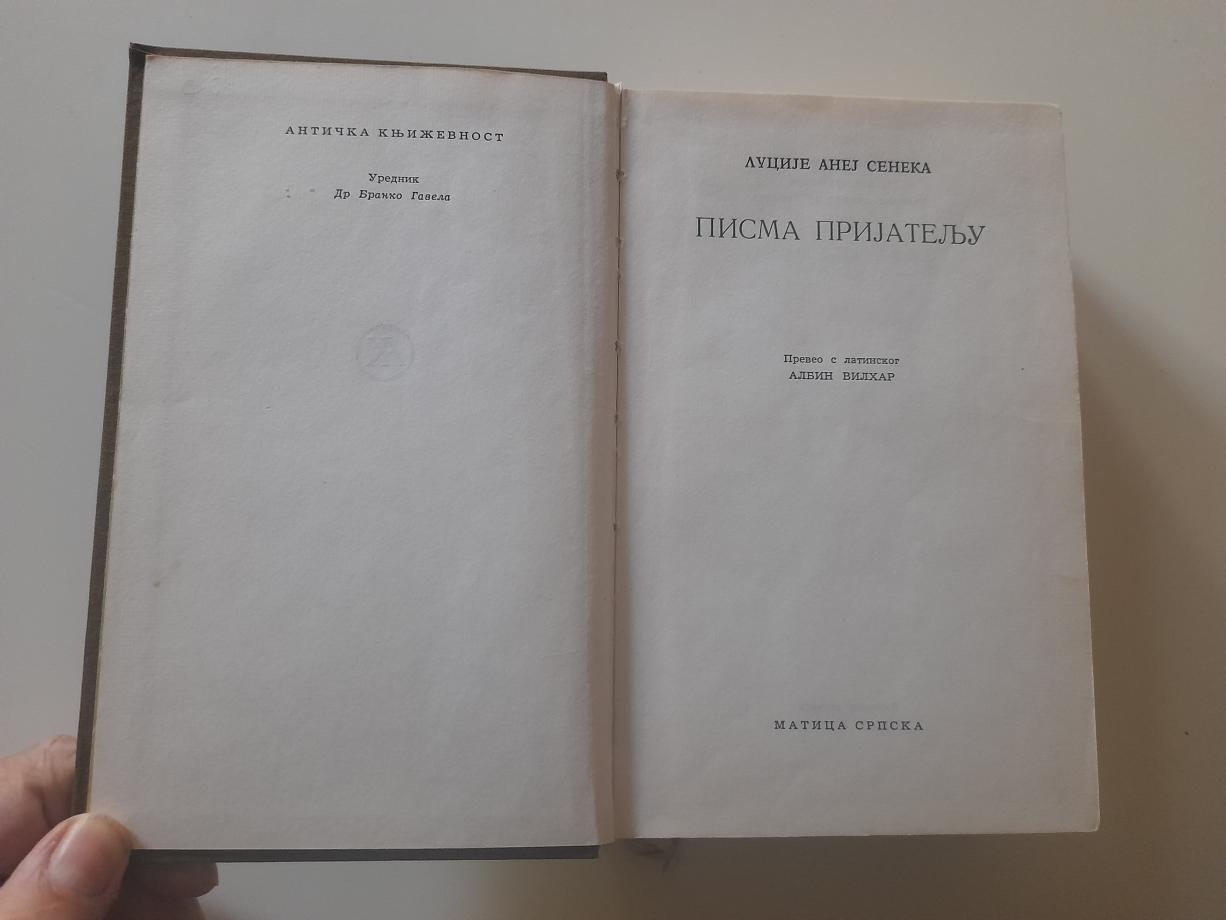 АНТИЧКА КЊИЖЕВНОСТ
Уредник
Др Бранко Гавела
ЛУЦИЈЕ АНЕЈ СЕНЕКА
ПИСМА ПРИЈАТЕЉУ
Превео с латинског
АЛБИН ВИЛХАР
МАТИЦА СРПСКА